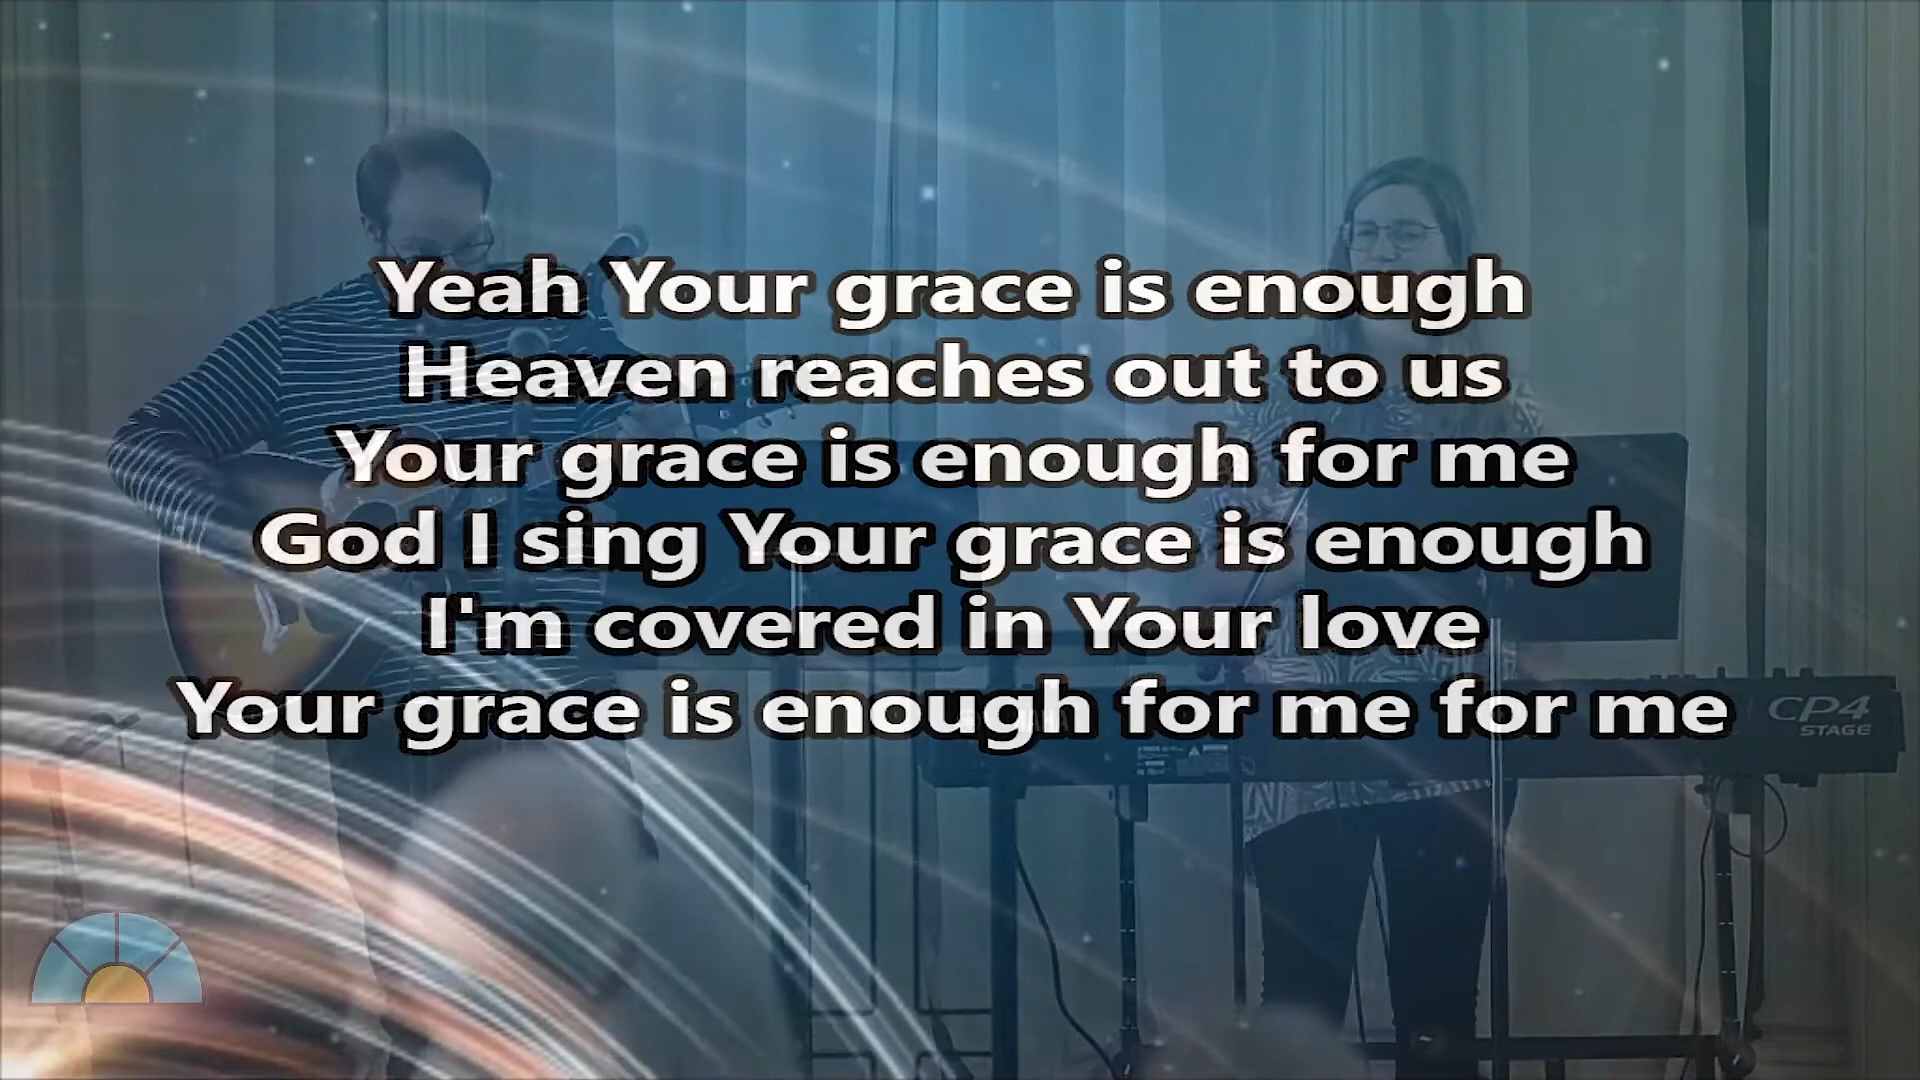 Yeah Your grace is enough
Heaven reaches out to us
Your grace is enough for me
God I sing Your grace is enough
I'm covered in Your love
Your grace is enough for me for me
CP4
STAGE